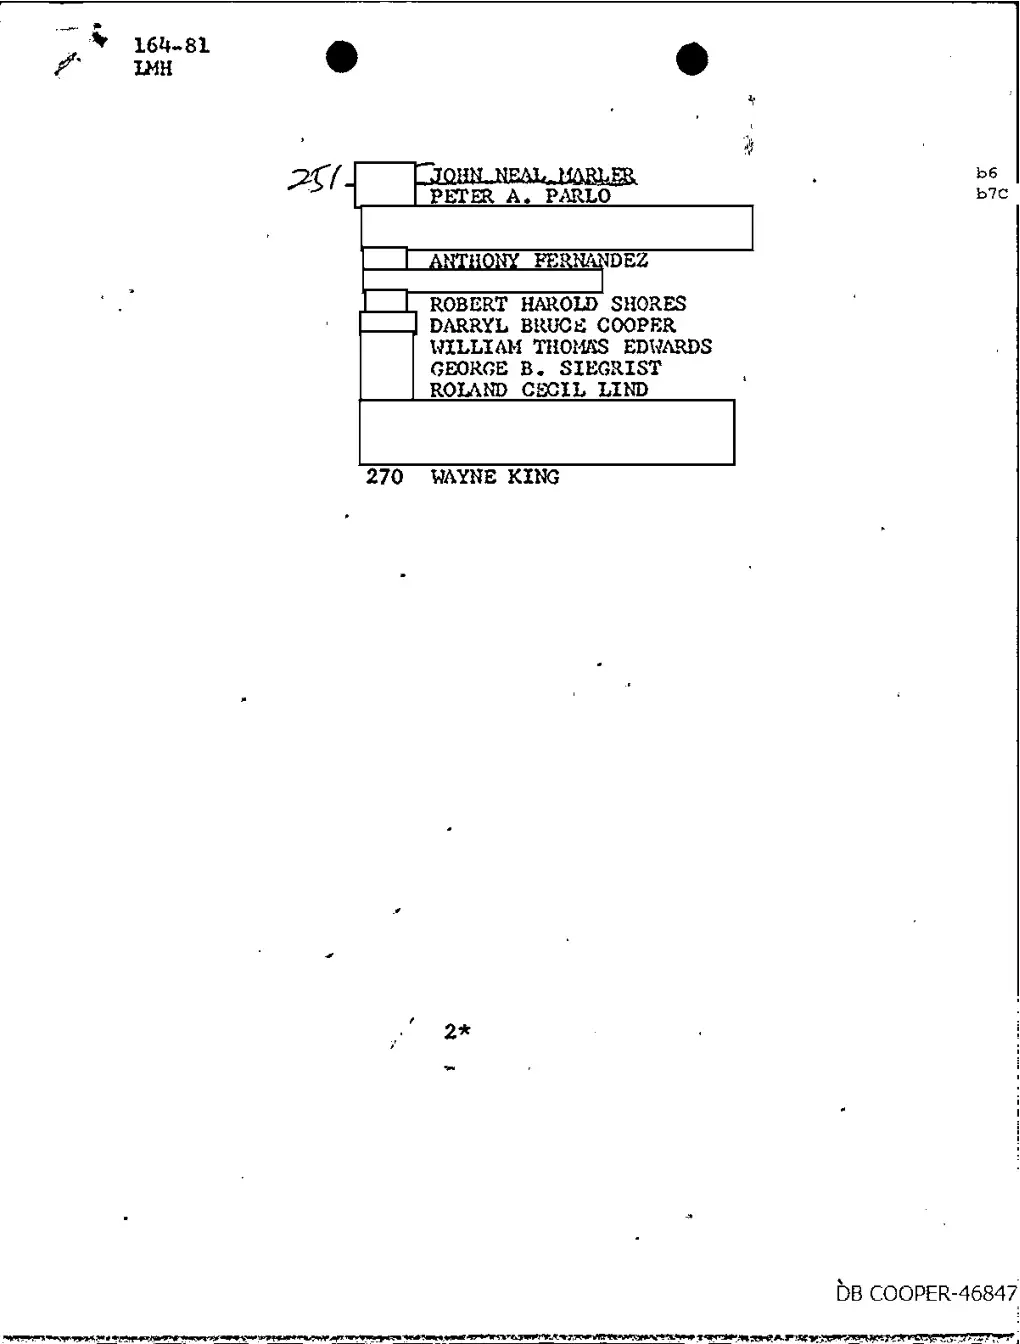 164-81
LMH
251 JOHN NEAL MARLER
b6
PETER A. PARLO
b7C
ANTHONY FERNANDEZ
ROBERT HAROLD SHORES
DARRYL BRUCE COOPER
WILLIAM THOMAS EDWARDS
GEORGE B. SIEGRIST
ROLAND CECIL LIND
270 WAYNE KING
2*
DB COOPER-46847